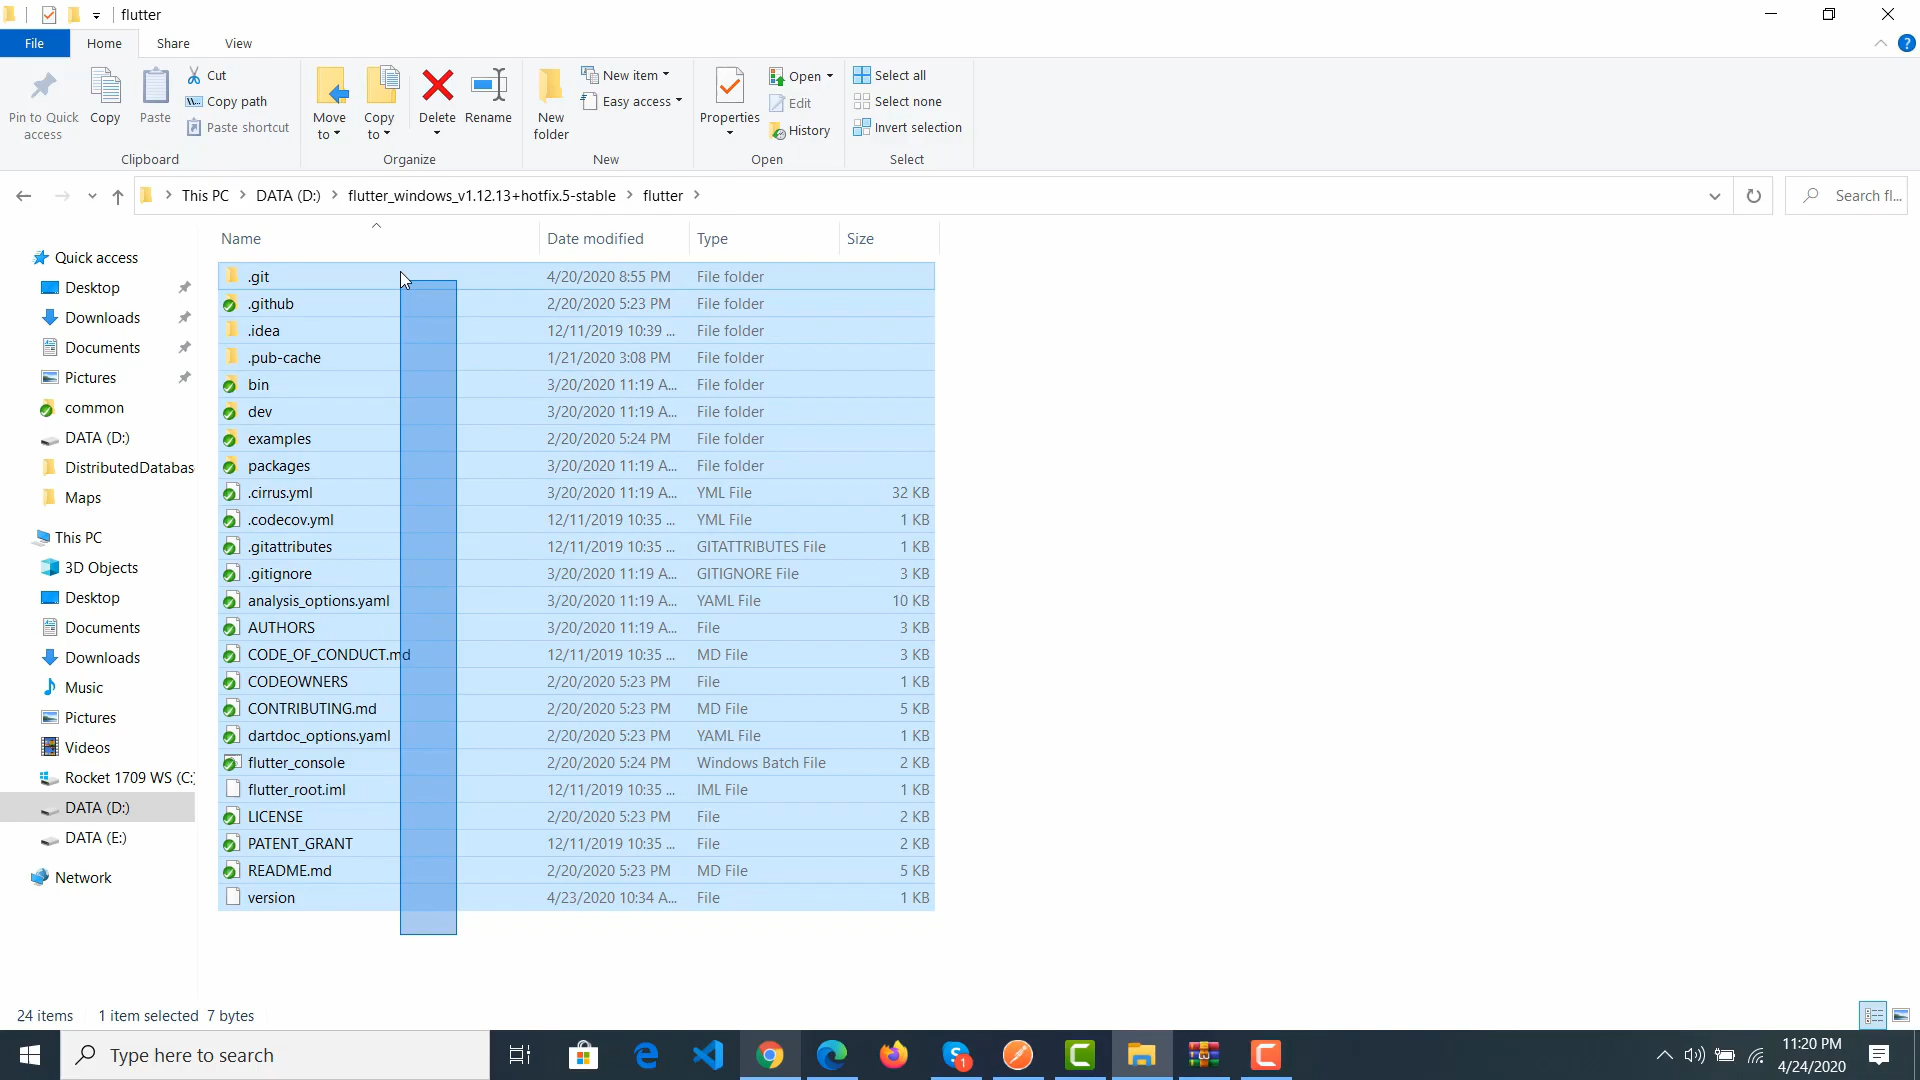 flutter
File Home Share View
Pin to Quick access
Copy
Paste
Cut
Copy path
Paste shortcut
Clipboard
Move to
Copy to
Delete
Rename
Organize
New folder
New item
Easy access
New
Properties
Open
Edit
History
Open
Select all
Select none
Invert selection
Select
This PC DATA (D:) flutter_windows_v1.12.13+hotfix.5-stable flutter
Search fl...
Quick access
Desktop
Downloads
Documents
Pictures
common
DATA (D:)
DistributedDatabas
Maps
This PC
3D Objects
Desktop
Documents
Downloads
Music
Pictures
Videos
Rocket 1709 WS (C:
DATA (D:)
DATA (E:)
Network
Name Date modified Type Size
.git 4/20/2020 8:55 PM File folder
.github 2/20/2020 5:23 PM File folder
.idea 12/11/2019 10:39 ... File folder
.pub-cache 1/21/2020 3:08 PM File folder
bin 3/20/2020 11:19 A... File folder
dev 3/20/2020 11:19 A... File folder
examples 2/20/2020 5:24 PM File folder
packages 3/20/2020 11:19 A... File folder
.cirrus.yml 3/20/2020 11:19 A... YML File 32 KB
.codecov.yml 12/11/2019 10:35 ... YML File 1 KB
.gitattributes 12/11/2019 10:35 ... GITATTRIBUTES File 1 KB
.gitignore 3/20/2020 11:19 A... GITIGNORE File 3 KB
analysis_options.yaml 3/20/2020 11:19 A... YAML File 10 KB
AUTHORS 3/20/2020 11:19 A... File 3 KB
CODE_OF_CONDUCT.md 12/11/2019 10:35 ... MD File 3 KB
CODEOWNERS 2/20/2020 5:23 PM File 1 KB
CONTRIBUTING.md 2/20/2020 5:23 PM MD File 5 KB
dartdoc_options.yaml 2/20/2020 5:23 PM YAML File 1 KB
flutter_console 2/20/2020 5:24 PM Windows Batch File 2 KB
flutter_root.iml 12/11/2019 10:35 ... IML File 1 KB
LICENSE 2/20/2020 5:23 PM File 2 KB
PATENT_GRANT 12/11/2019 10:35 ... File 2 KB
README.md 2/20/2020 5:23 PM MD File 5 KB
version 4/23/2020 10:34 A... File 1 KB
24 items 1 item selected 7 bytes
Type here to search
1
11:20 PM
4/24/2020